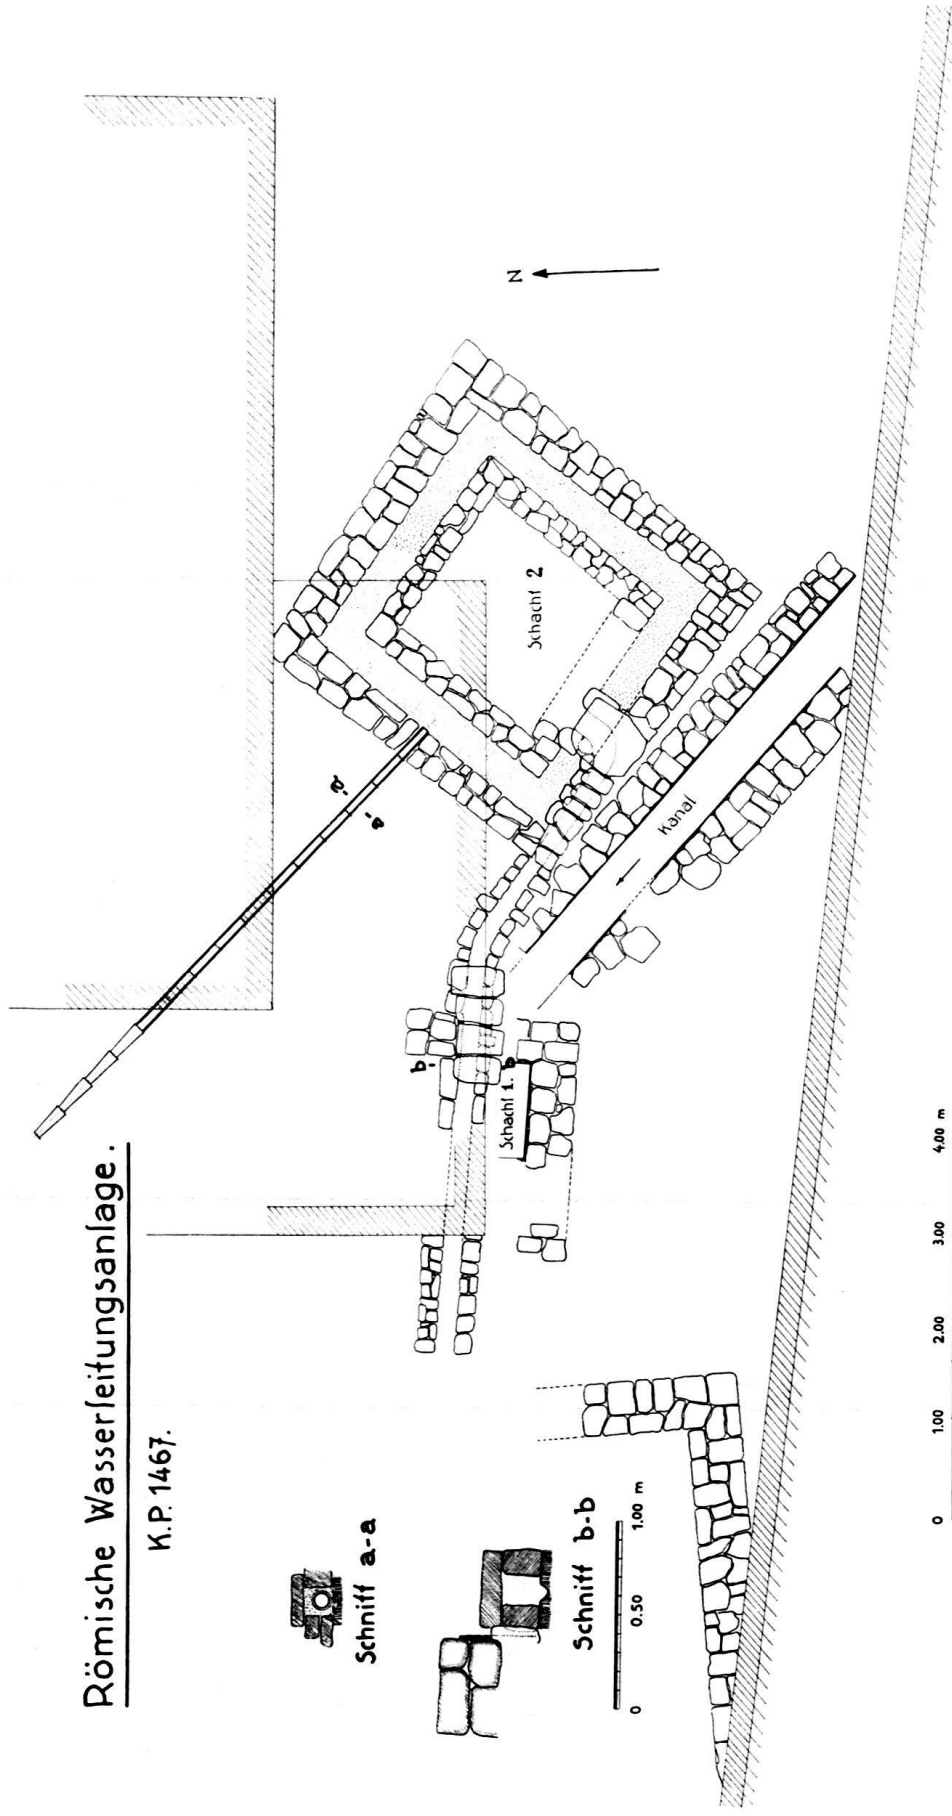 Römische Wasserleitungsanlage.
K.P. 1467.
Schnitt a-a
Schnitt b-b
0 0.50 1.00 m
a
a
b
b
Schacht 1.
Schacht 2
Kanal
N
0 1.00 2.00 3.00 4.00 m